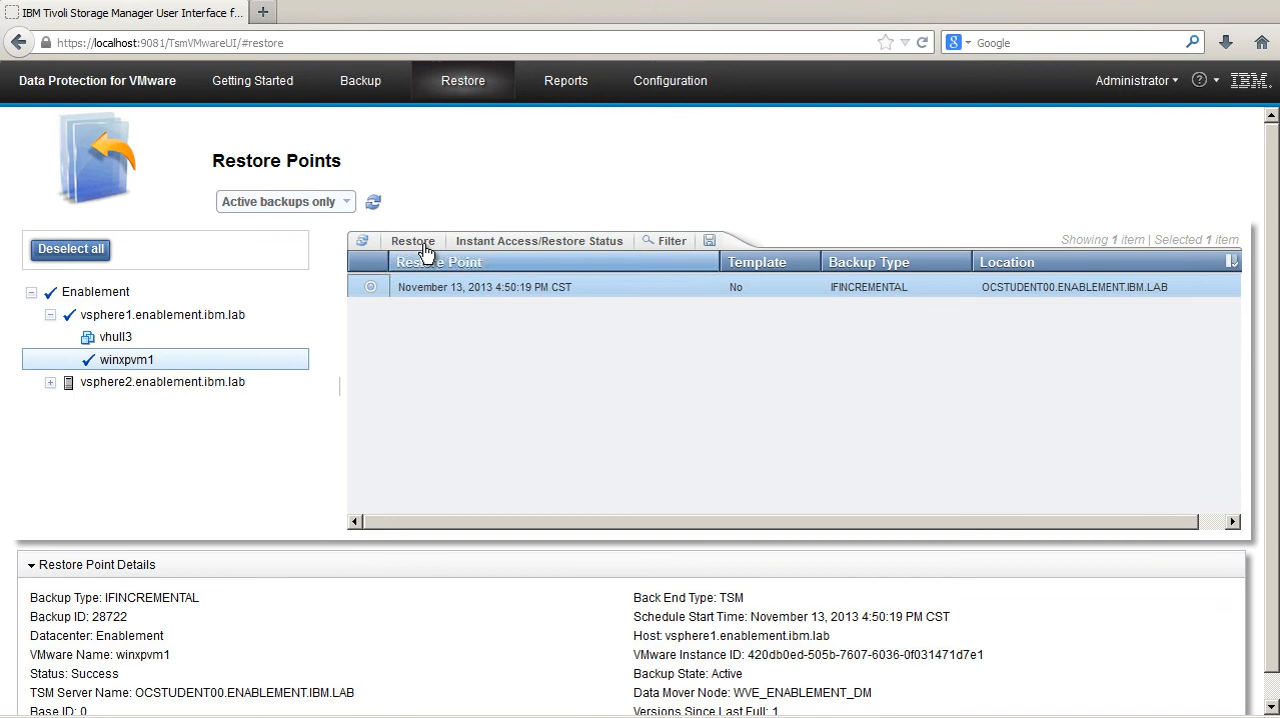 IBM Tivoli Storage Manager User Interface f...
https://localhost:9081/TsmVMwareUI/#restore
Google
Data Protection for VMware Getting Started Backup Restore Reports Configuration Administrator ? IBM
Restore Points
Active backups only
Deselect all
Restore Instant Access/Restore Status Filter
Showing 1 item | Selected 1 item
Restore Point Template Backup Type Location
November 13, 2013 4:50:19 PM CST No IFINCREMENTAL OCSTUDENT00.ENABLEMENT.IBM.LAB
Enablement
vsphere1.enablement.ibm.lab
vhull3
winxpvm1
vsphere2.enablement.ibm.lab
Restore Point Details
Backup Type: IFINCREMENTAL
Backup ID: 28722
Datacenter: Enablement
VMware Name: winxpvm1
Status: Success
TSM Server Name: OCSTUDENT00.ENABLEMENT.IBM.LAB
Base ID: 0
Back End Type: TSM
Schedule Start Time: November 13, 2013 4:50:19 PM CST
Host: vsphere1.enablement.ibm.lab
VMware Instance ID: 420db0ed-505b-7607-6036-0f031471d7e1
Backup State: Active
Data Mover Node: WVE_ENABLEMENT_DM
Versions Since Last Full: 1